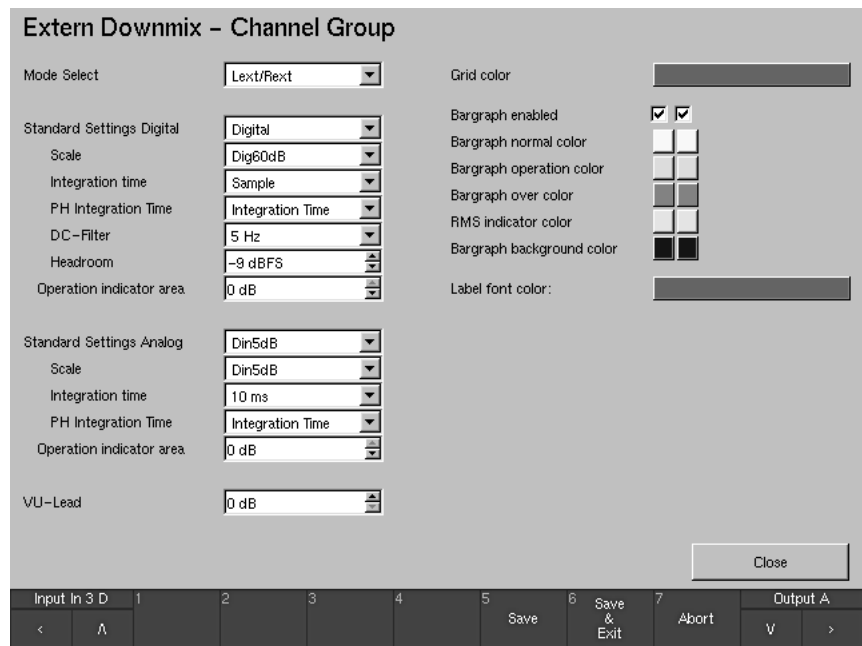 Extern Downmix – Channel Group
Mode Select Lext/Rext
Standard Settings Digital Digital
Scale Dig60dB
Integration time Sample
PH Integration Time Integration Time
DC–Filter 5 Hz
Headroom –9 dBFS
Operation indicator area 0 dB
Standard Settings Analog Din5dB
Scale Din5dB
Integration time 10 ms
PH Integration Time Integration Time
Operation indicator area 0 dB
VU–Lead 0 dB
Grid color
Bargraph enabled
Bargraph normal color
Bargraph operation color
Bargraph over color
RMS indicator color
Bargraph background color
Label font color:
Close
Input In 3 D
< Λ
1
2
3
4
5 Save
6 Save
&
Exit
7 Abort
Output A
V >